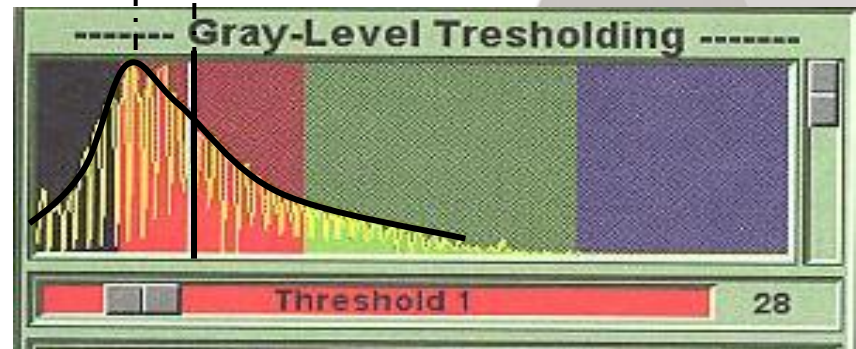 ------- Gray-Level Tresholding -------
Threshold 1 28